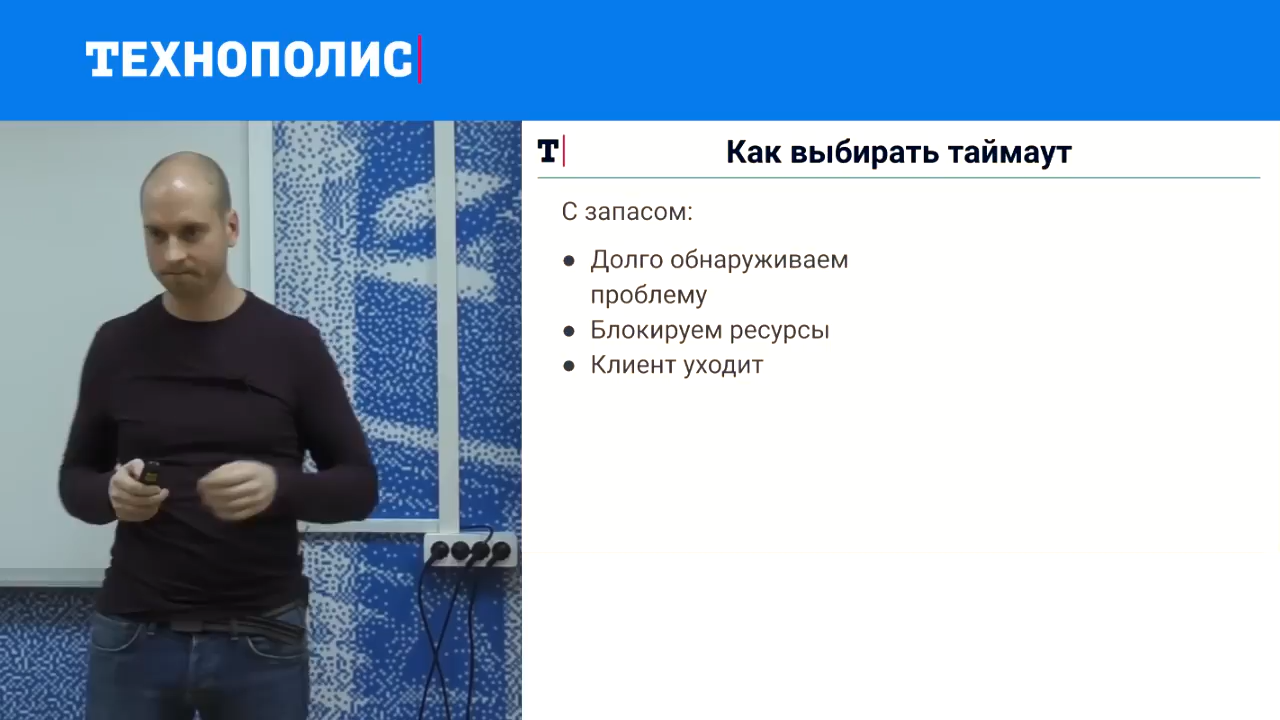 ТЕХНОПОЛИС
Т
Как выбирать таймаут
С запасом:
● Долго обнаруживаем
проблему
● Блокируем ресурсы
● Клиент уходит